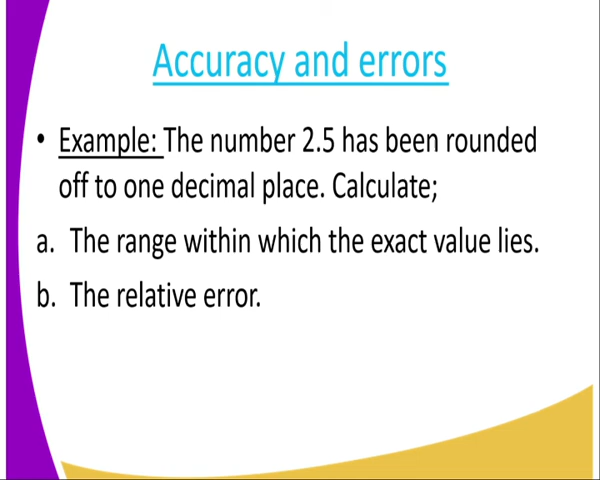 Accuracy and errors
• Example: The number 2.5 has been rounded
off to one decimal place. Calculate;
a. The range within which the exact value lies.
b. The relative error.